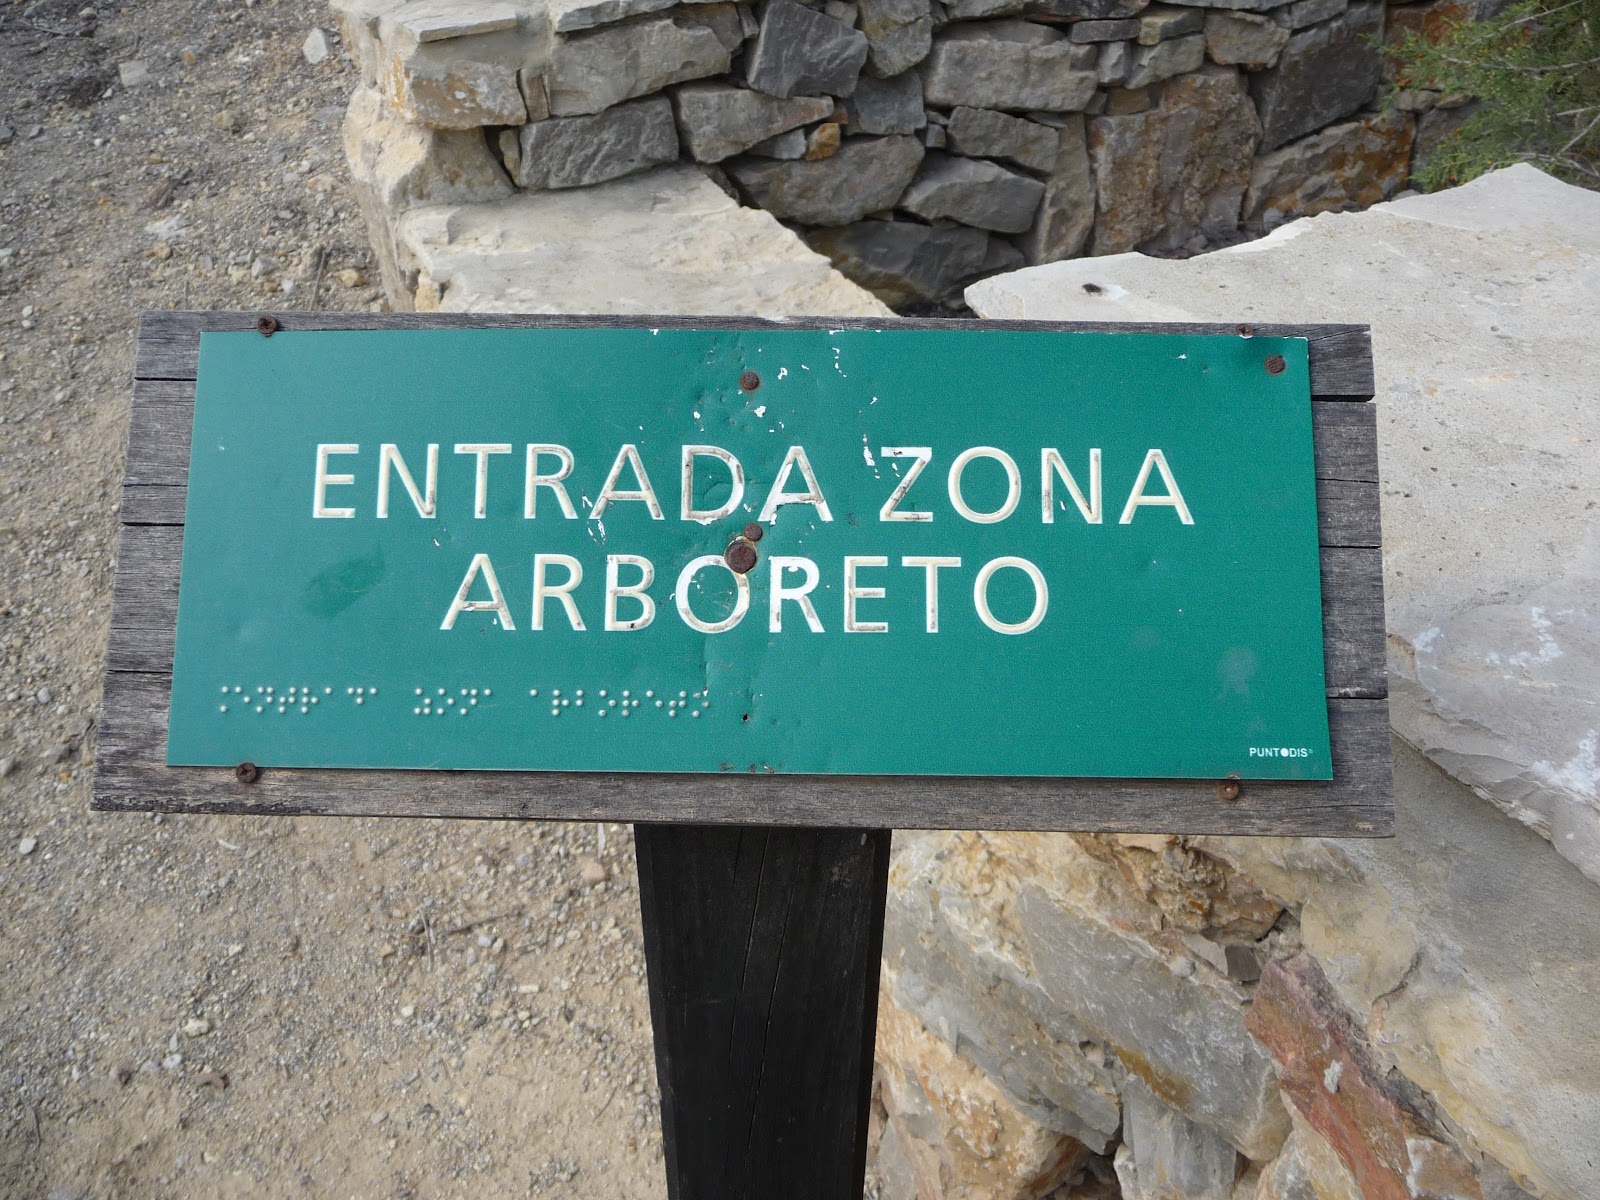 ENTRADA ZONA
ARBORETO
⠨⠑⠝⠞⠗⠁⠙⠁ ⠵⠕⠝⠁ ⠁⠗⠃⠕⠗⠑⠞⠕
PUNTODIS